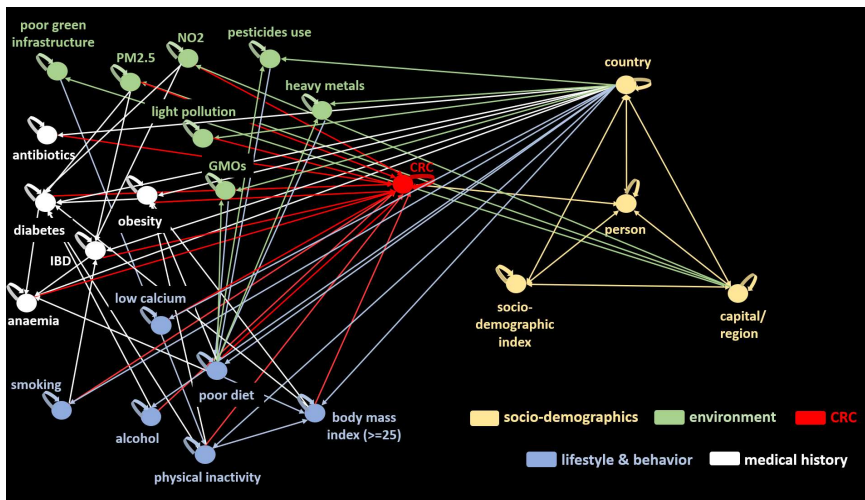 poor green
infrastructure
PM2.5
NO2
pesticides use
country
heavy metals
light pollution
antibiotics
GMOs
CRC
obesity
diabetes
person
IBD
low calcium
anaemia
socio-
demographic
index
capital/
region
smoking
poor diet
alcohol
body mass
index (>=25)
physical inactivity
socio-demographics
environment
CRC
lifestyle & behavior
medical history